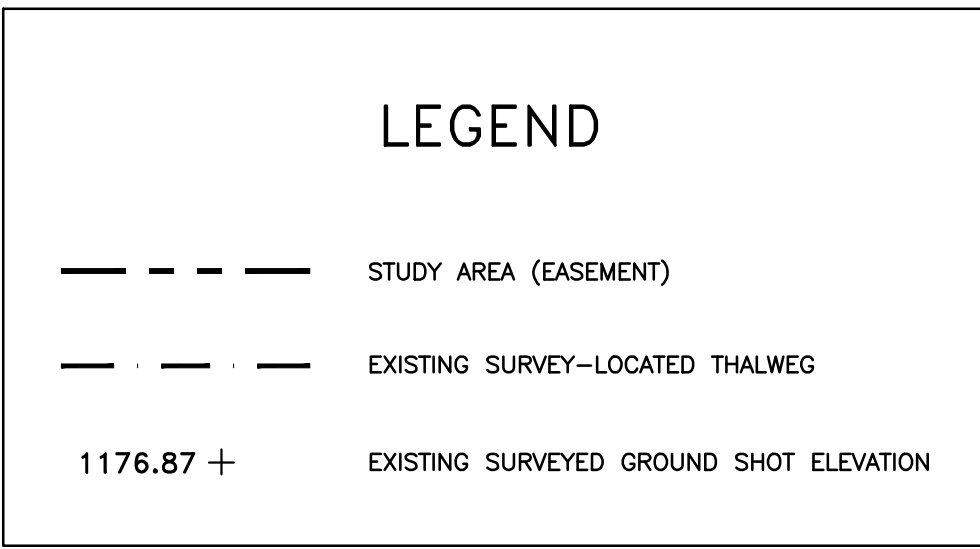 LEGEND
STUDY AREA (EASEMENT)
EXISTING SURVEY-LOCATED THALWEG
1176.87 + EXISTING SURVEYED GROUND SHOT ELEVATION